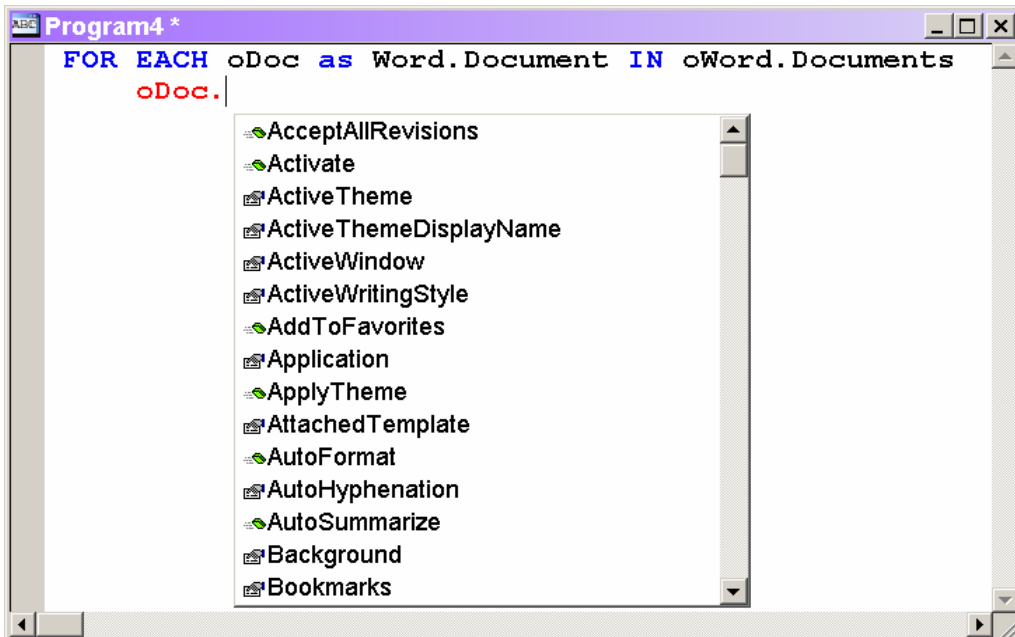 ABC Program4 *
FOR EACH oDoc as Word.Document IN oWord.Documents
oDoc.
AcceptAllRevisions
Activate
ActiveTheme
ActiveThemeDisplayName
ActiveWindow
ActiveWritingStyle
AddToFavorites
Application
ApplyTheme
AttachedTemplate
AutoFormat
AutoHyphenation
AutoSummarize
Background
Bookmarks